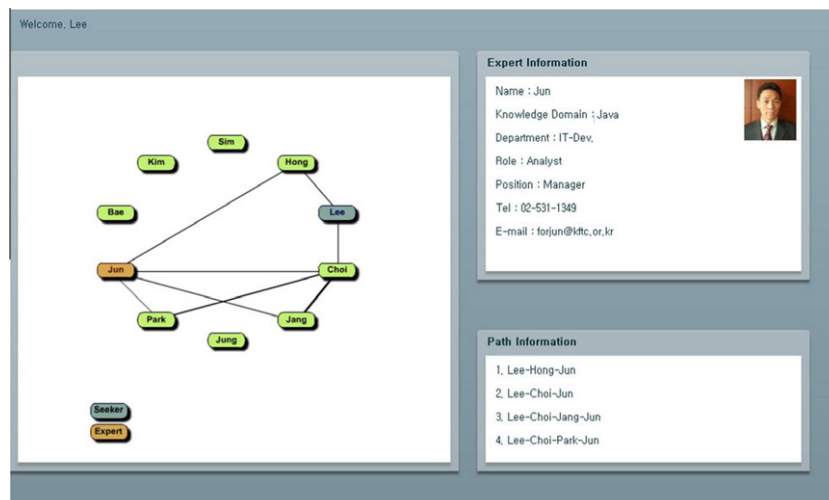 Welcome, Lee
Sim
Kim
Hong
Bae
Lee
Jun
Choi
Park
Jang
Jung
Seeker
Expert
Expert Information
Name : Jun
Knowledge Domain : Java
Department : IT-Dev.
Role : Analyst
Position : Manager
Tel : 02-531-1349
E-mail : forjun@kftc.or.kr
Path Information
1. Lee-Hong-Jun
2. Lee-Choi-Jun
3. Lee-Choi-Jang-Jun
4. Lee-Choi-Park-Jun